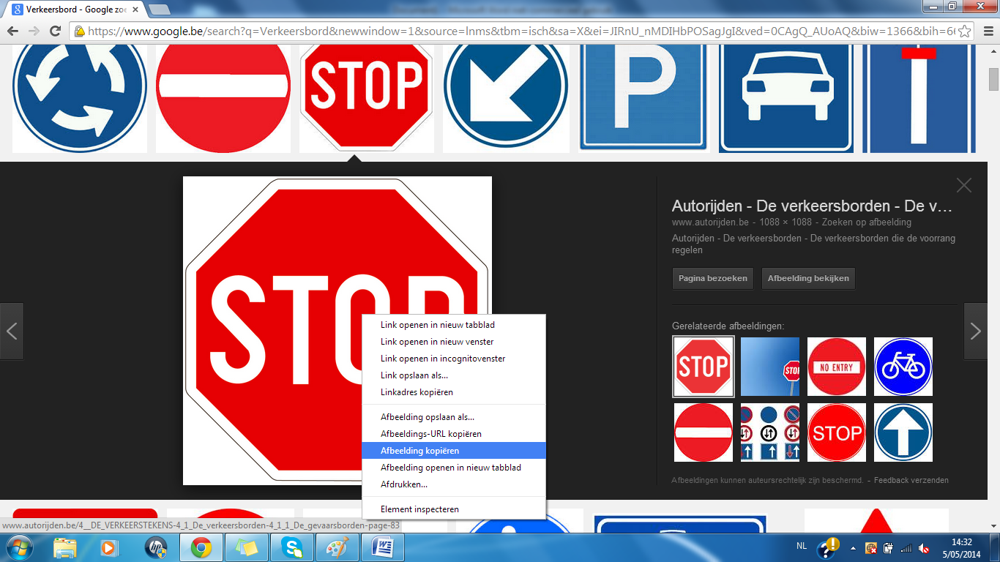 Verkeersbord - Google zoe
https://www.google.be/search?q=Verkeersbord&newwindow=1&source=lnms&tbm=isch&sa=X&ei=JIRnU_nMDIHbPOSagJgI&ved=0CAgQ_AUoAQ&biw=1366&bih=66
STOP
P
STOP
Autorijden - De verkeersborden - De v...
www.autorijden.be - 1088 × 1088 - Zoeken op afbeelding
Autorijden - De verkeersborden - De verkeersborden die de voorrang
regelen
Pagina bezoeken
Afbeelding bekijken
Gerelateerde afbeeldingen:
STOP
STOP
NO ENTRY
STOP
Afbeeldingen kunnen auteursrechtelijk zijn beschermd. - Feedback verzenden
Link openen in nieuw tabblad
Link openen in nieuw venster
Link openen in incognitovenster
Link opslaan als...
Linkadres kopiëren
Afbeelding opslaan als...
Afbeeldings-URL kopiëren
Afbeelding kopiëren
Afbeelding openen in nieuw tabblad
Afdrukken...
Element inspecteren
www.autorijden.be/4__DE_VERKEERSTEKENS-4_1_De_verkeersborden-4_1_1_De_gevaarsborden-page-83
hp
W
NL
14:32
5/05/2014